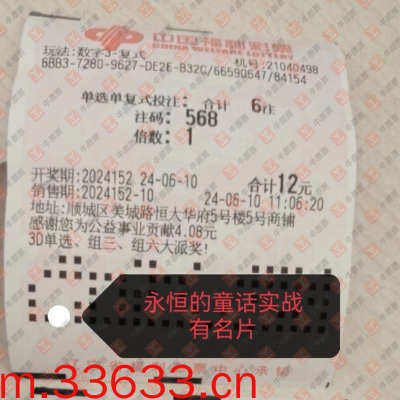 中国福利彩票
CHINA WELFARE LOTTERY
玩法:数字3-复式
机号:21040498
6BB3-7280-9627-DE2E-B32C/66590647/84154
单选单复式投注: 合计 6注
注码: 568
倍数: 1
开奖期:2024152 24-06-10 合计12元
销售期:2024152-10 24-06-10 11:06:20
地址:顺城区美城路恒大华府5号楼5号商铺
感谢您为公益事业贡献4.08元
3D单选、组三、组六大派奖!
永恒的童话实战
有名片
m.33633.cn